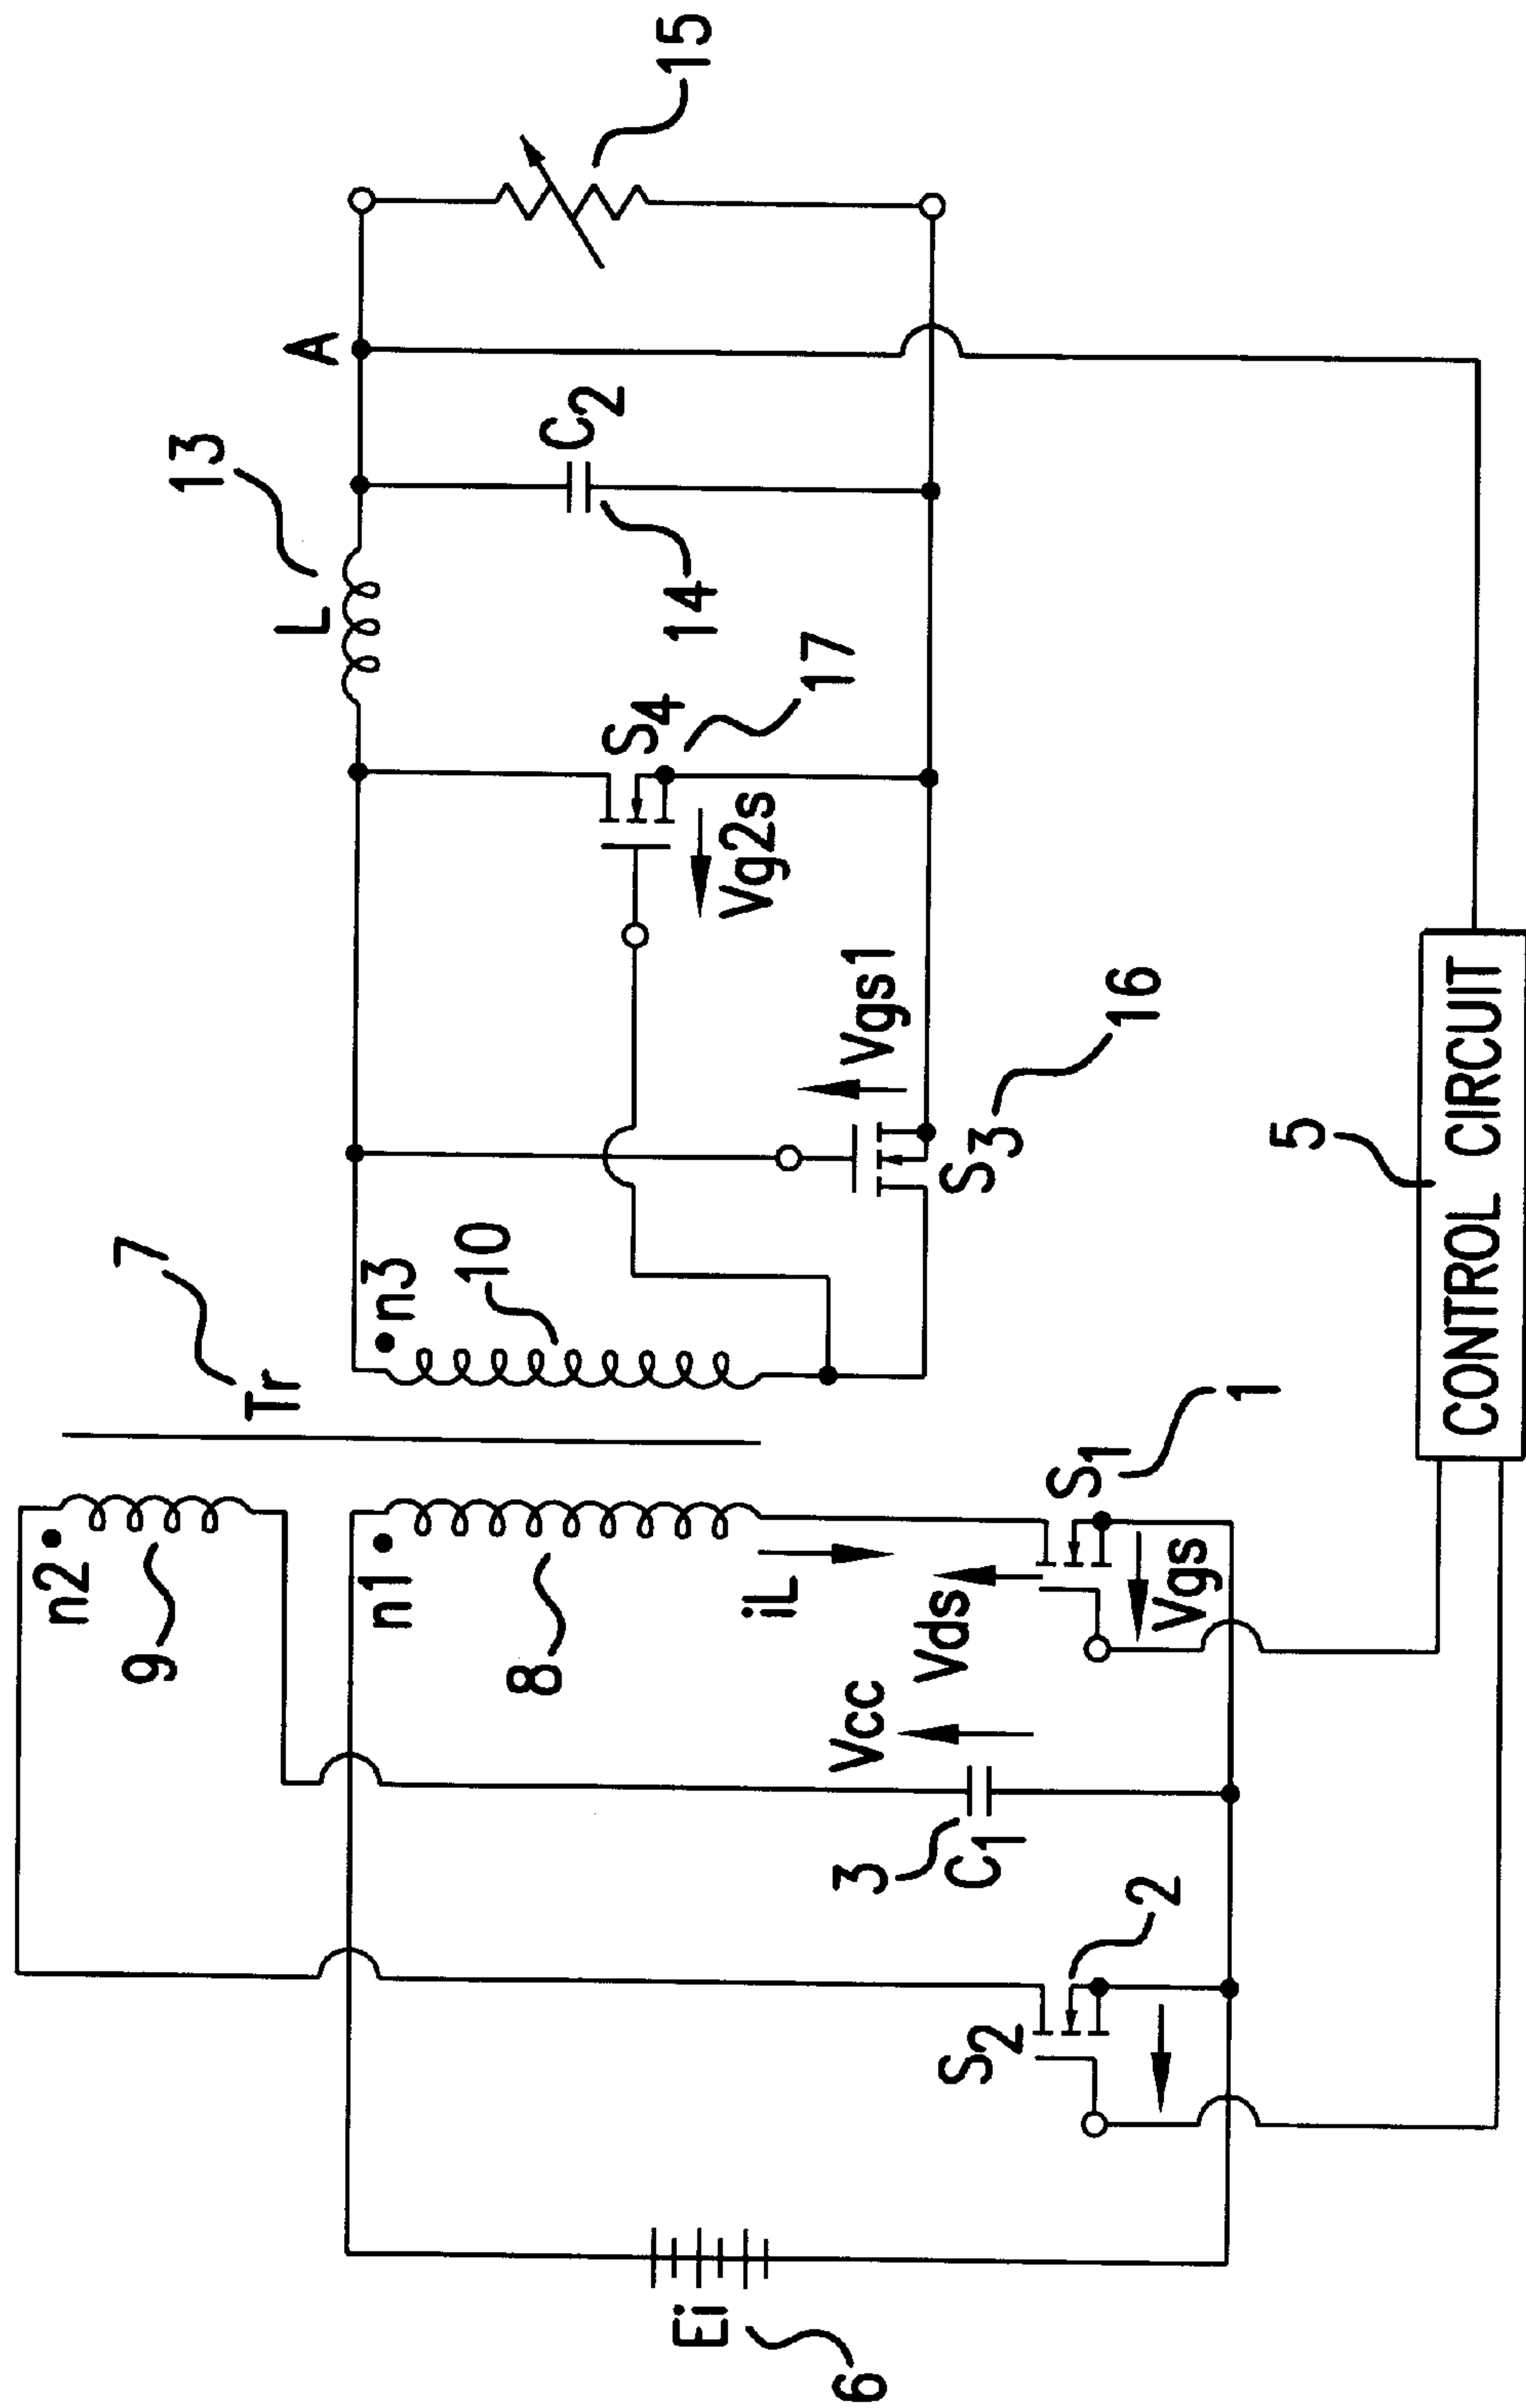 7
Tr
n2
9
n1
8
iL
n3
10
L
13
A
15
C2
14
S4
17
Vg2s
Vgs1
S3
16
Ei
6
S2
2
3
C1
Vcc
Vds
S1
1
Vgs
5
CONTROL CIRCUIT